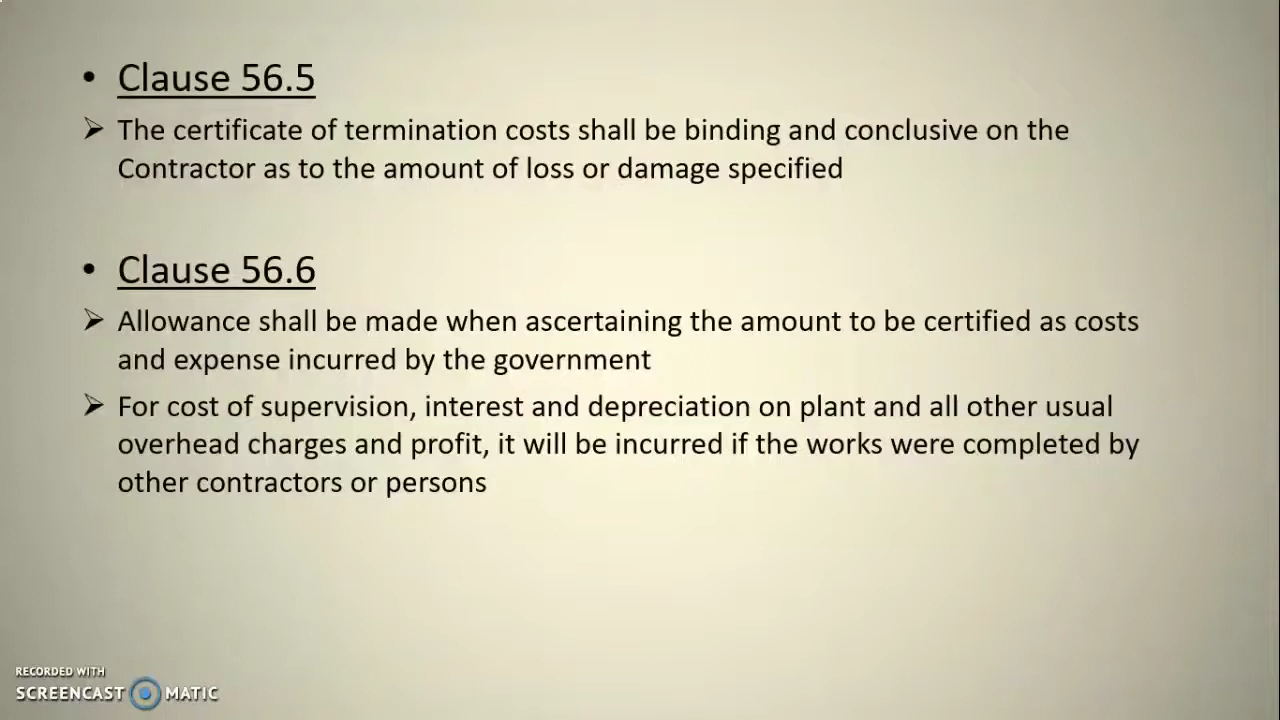 • Clause 56.5
➢ The certificate of termination costs shall be binding and conclusive on the
Contractor as to the amount of loss or damage specified
• Clause 56.6
➢ Allowance shall be made when ascertaining the amount to be certified as costs
and expense incurred by the government
➢ For cost of supervision, interest and depreciation on plant and all other usual
overhead charges and profit, it will be incurred if the works were completed by
other contractors or persons
RECORDED WITH
SCREENCAST MATIC